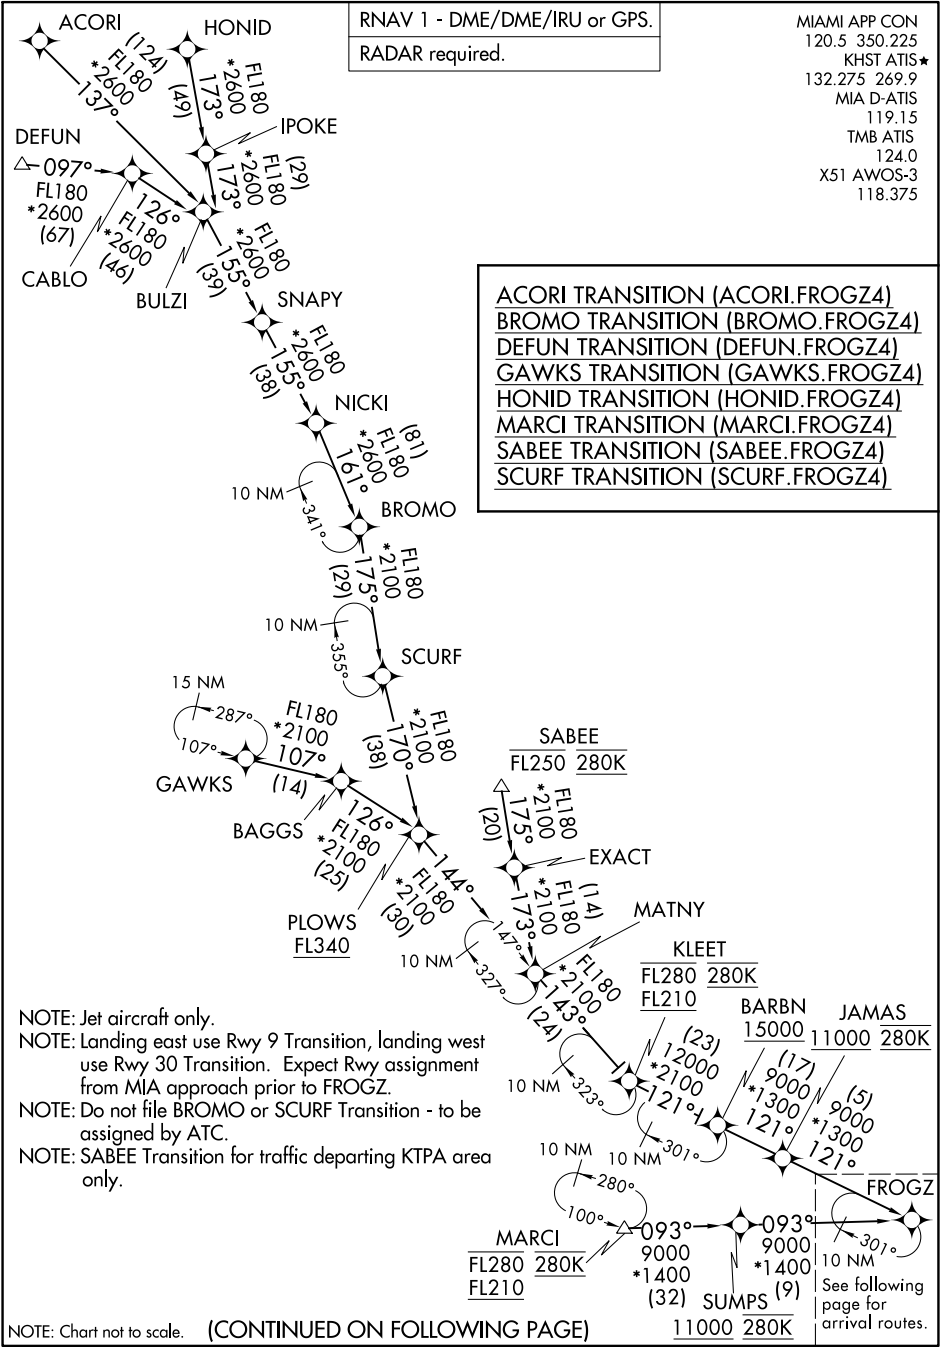 RNAV 1 - DME/DME/IRU or GPS.
RADAR required.
MIAMI APP CON
120.5 350.225
KHST ATIS★
132.275 269.9
MIA D-ATIS
119.15
TMB ATIS
124.0
X51 AWOS-3
118.375
ACORI
(124)
FL180
*2600
137°
HONID
FL180
*2600
173°
(49)
IPOKE
(29)
FL180
*2600
173°
DEFUN
097°
FL180
*2600
(67)
CABLO
126°
FL180
*2600
(46)
BULZI
FL180
*2600
155°
(39)
SNAPY
FL180
*2600
155°
(38)
NICKI
(81)
FL180
*2600
161°
10 NM
341°
BROMO
FL180
*2100
175°
(29)
10 NM
355°
SCURF
FL180
*2100
170°
(38)
ACORI TRANSITION (ACORI.FROGZ4)
BROMO TRANSITION (BROMO.FROGZ4)
DEFUN TRANSITION (DEFUN.FROGZ4)
GAWKS TRANSITION (GAWKS.FROGZ4)
HONID TRANSITION (HONID.FROGZ4)
MARCI TRANSITION (MARCI.FROGZ4)
SABEE TRANSITION (SABEE.FROGZ4)
SCURF TRANSITION (SCURF.FROGZ4)
15 NM
287°
107°
GAWKS
FL180
*2100
107°
(14)
BAGGS
126°
FL180
*2100
(25)
PLOWS
FL340
144°
FL180
*2100
(30)
SABEE
FL250 280K
FL180
*2100
175°
(20)
EXACT
(14)
FL180
*2100
173°
MATNY
147°
327°
10 NM
FL180
*2100
143°
(24)
KLEET
FL280 280K
FL210
10 NM
323°
(23)
12000
*2100
121°
BARBN
15000
10 NM
301°
(17)
9000
*1300
121°
JAMAS
11000 280K
(5)
9000
*1300
121°
FROGZ
301°
10 NM
See following
page for
arrival routes.
10 NM
280°
100°
MARCI
FL280 280K
FL210
093°
9000
*1400
(32)
SUMPS
11000 280K
093°
9000
*1400
(9)
NOTE: Jet aircraft only.
NOTE: Landing east use Rwy 9 Transition, landing west
use Rwy 30 Transition. Expect Rwy assignment
from MIA approach prior to FROGZ.
NOTE: Do not file BROMO or SCURF Transition - to be
assigned by ATC.
NOTE: SABEE Transition for traffic departing KTPA area
only.
NOTE: Chart not to scale.
(CONTINUED ON FOLLOWING PAGE)